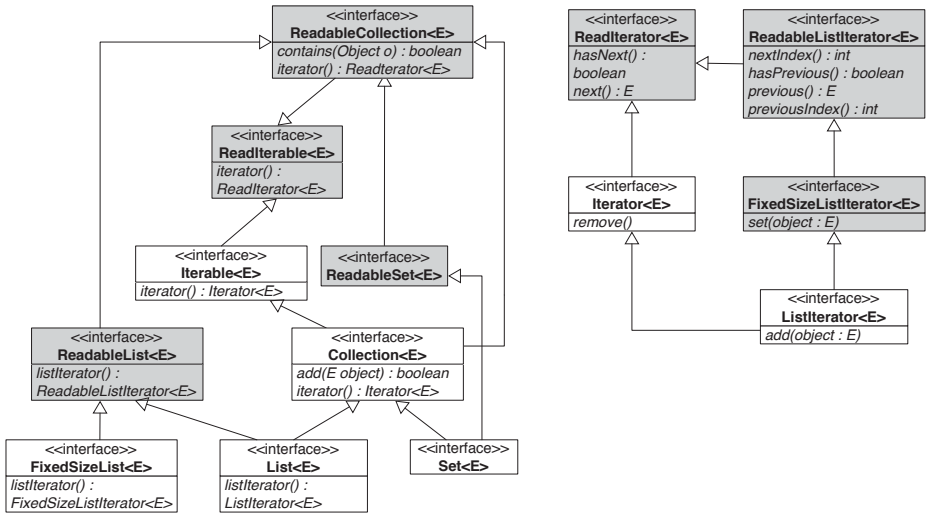 <<interface>>
ReadableCollection<E>
contains(Object o) : boolean
iterator() : ReadIterator<E>
<<interface>>
ReadIterable<E>
iterator() :
ReadIterator<E>
<<interface>>
Iterable<E>
iterator() : Iterator<E>
<<interface>>
ReadableSet<E>
<<interface>>
ReadableList<E>
listIterator() :
ReadableListIterator<E>
<<interface>>
Collection<E>
add(E object) : boolean
iterator() : Iterator<E>
<<interface>>
FixedSizeList<E>
listIterator() :
FixedSizeListIterator<E>
<<interface>>
List<E>
listIterator() :
ListIterator<E>
<<interface>>
Set<E>
<<interface>>
ReadIterator<E>
hasNext() :
boolean
next() : E
<<interface>>
ReadableListIterator<E>
nextIndex() : int
hasPrevious() : boolean
previous() : E
previousIndex() : int
<<interface>>
Iterator<E>
remove()
<<interface>>
FixedSizeListIterator<E>
set(object : E)
<<interface>>
ListIterator<E>
add(object : E)